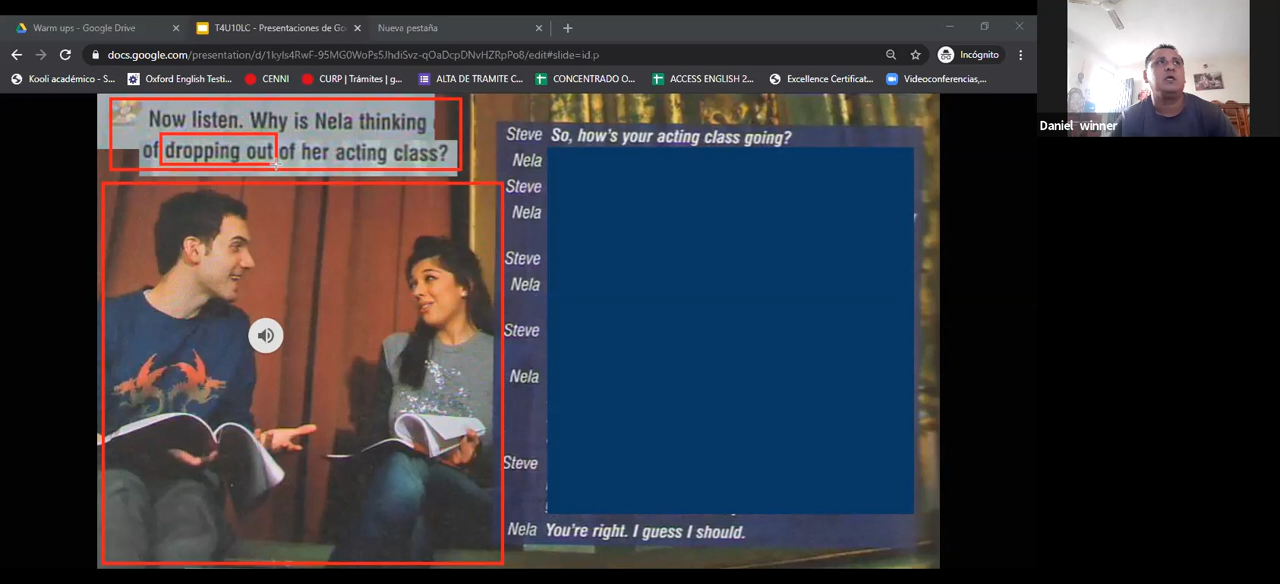 Warm ups - Google Drive
T4U10LC - Presentaciones de Go
Nueva pestaña
docs.google.com/presentation/d/1kyls4RwF-95MG0WoPs5JhdiSvz-qOaDcpDNvHZRpPo8/edit#slide=id.p
Incógnito
Kooli académico - S...
Oxford English Testi...
CENNI
CURP | Trámites | g...
ALTA DE TRAMITE C...
CONCENTRADO O...
ACCESS ENGLISH 2...
Excellence Certificat...
Videoconferencias,...
Daniel winner
Now listen. Why is Nela thinking
of dropping out of her acting class?
Steve So, how's your acting class going?
Nela
Steve
Nela
Steve
Nela
Steve
Nela
Steve
Nela You're right. I guess I should.